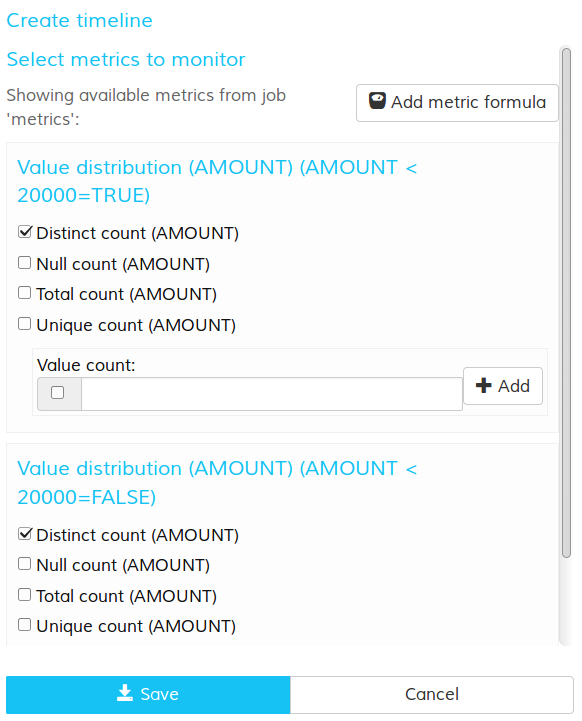 Create timeline
Select metrics to monitor
Showing available metrics from job
'metrics':
Add metric formula
Value distribution (AMOUNT) (AMOUNT <
20000=TRUE)
Distinct count (AMOUNT)
Null count (AMOUNT)
Total count (AMOUNT)
Unique count (AMOUNT)
Value count:
Add
Value distribution (AMOUNT) (AMOUNT <
20000=FALSE)
Distinct count (AMOUNT)
Null count (AMOUNT)
Total count (AMOUNT)
Unique count (AMOUNT)
Save
Cancel